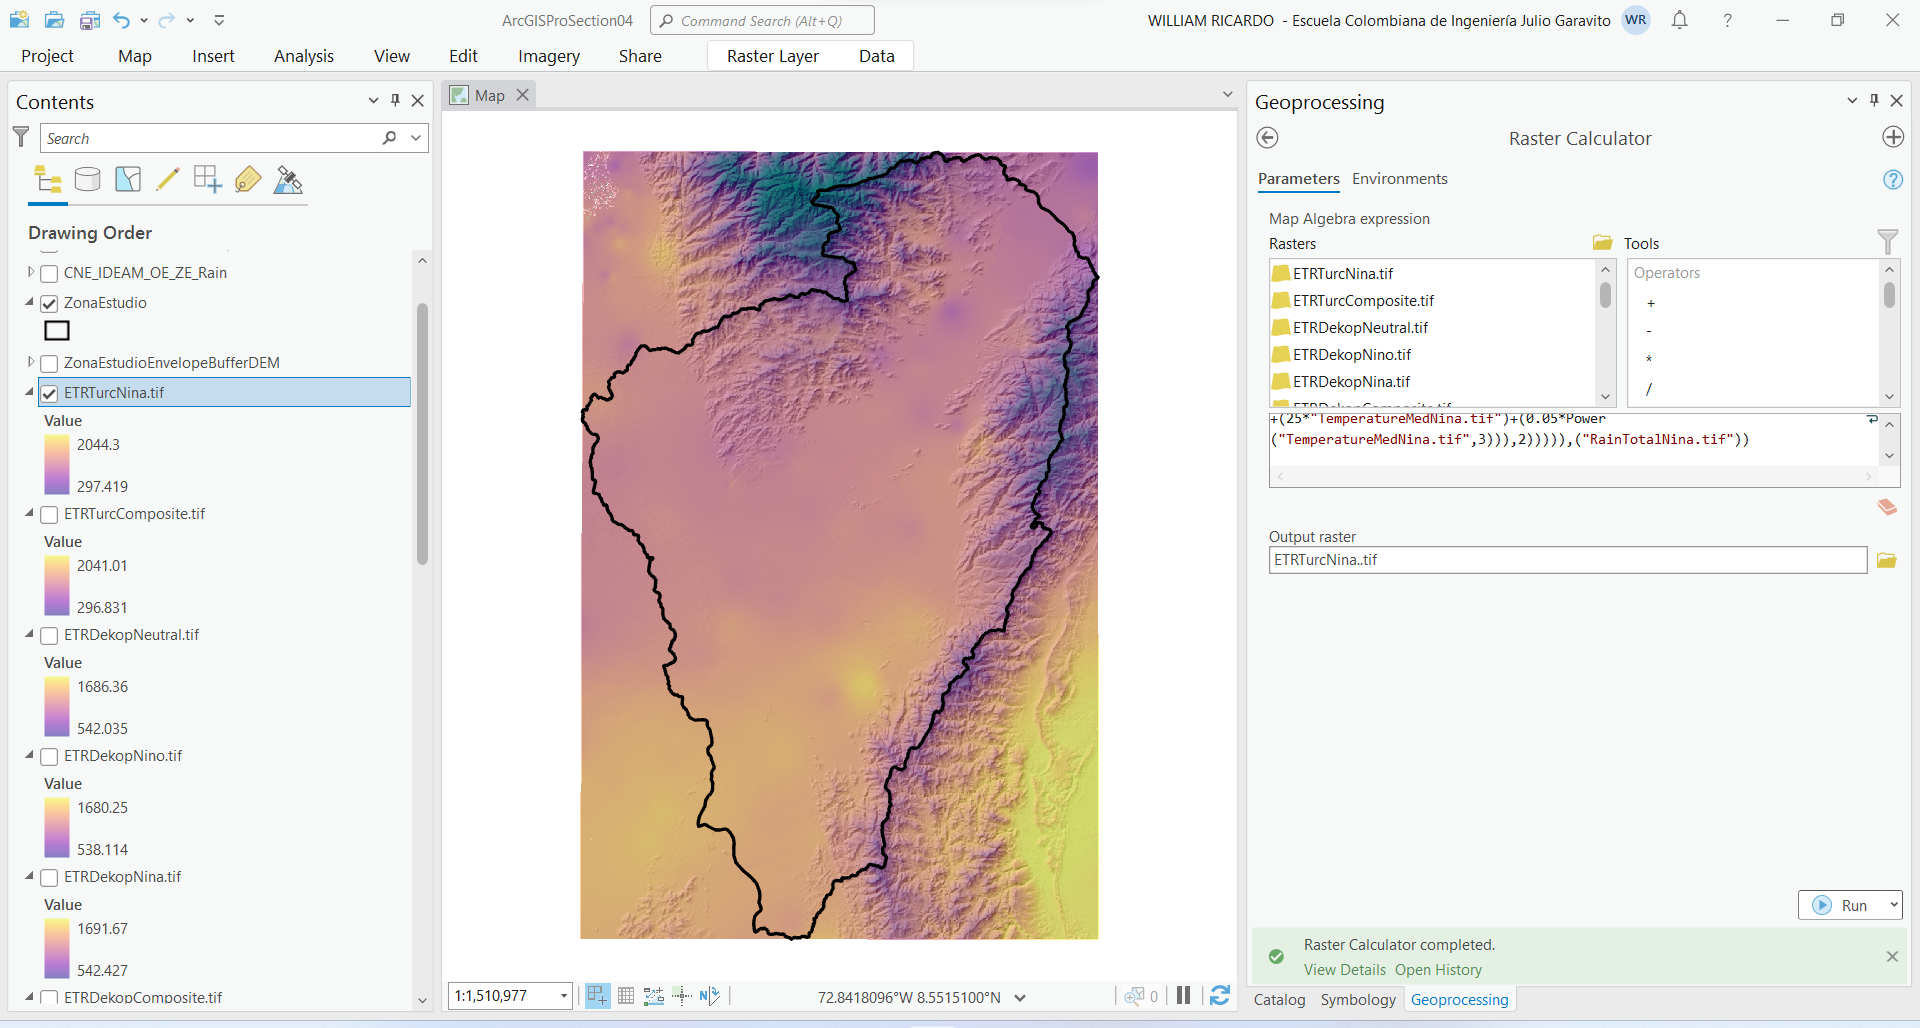 ArcGISProSection04
Command Search (Alt+Q)
WILLIAM RICARDO - Escuela Colombiana de Ingeniería Julio Garavito
WR
?
Project
Map
Insert
Analysis
View
Edit
Imagery
Share
Raster Layer
Data
Contents
Search
Drawing Order
CNE_IDEAM_OE_ZE_Rain
ZonaEstudio
ZonaEstudioEnvelopeBufferDEM
ETRTurcNina.tif
Value
2044.3
297.419
ETRTurcComposite.tif
Value
2041.01
296.831
ETRDekopNeutral.tif
Value
1686.36
542.035
ETRDekopNino.tif
Value
1680.25
538.114
ETRDekopNina.tif
Value
1691.67
542.427
ETRDekopComposite.tif
Map
1:1,510,977
N
72.8418096°W 8.5515100°N
0
Geoprocessing
Raster Calculator
Parameters
Environments
?
Map Algebra expression
Rasters
Tools
ETRTurcNina.tif
ETRTurcComposite.tif
ETRDekopNeutral.tif
ETRDekopNino.tif
ETRDekopNina.tif
ETRDekopComposite.tif
Operators
+
-
*
/
+(25*"TemperatureMedNina.tif")+(0.05*Power
("TemperatureMedNina.tif",3))),2))))),("RainTotalNina.tif"))
Output raster
ETRTurcNina..tif
Run
Raster Calculator completed.
View Details Open History
Catalog
Symbology
Geoprocessing